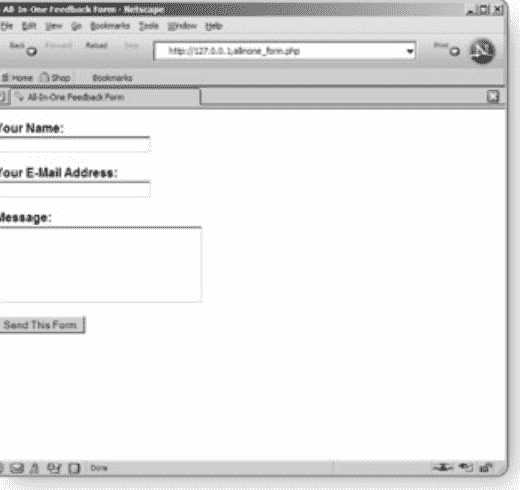 All-In-One Feedback Form - Netscape
File Edit View Go Bookmarks Tools Window Help
Back Forward Reload Stop http://127.0.0.1/allinone_form.php Print N
Home Shop Bookmarks
All-In-One Feedback Form
Your Name:
Your E-Mail Address:
Message:
Send This Form
Done